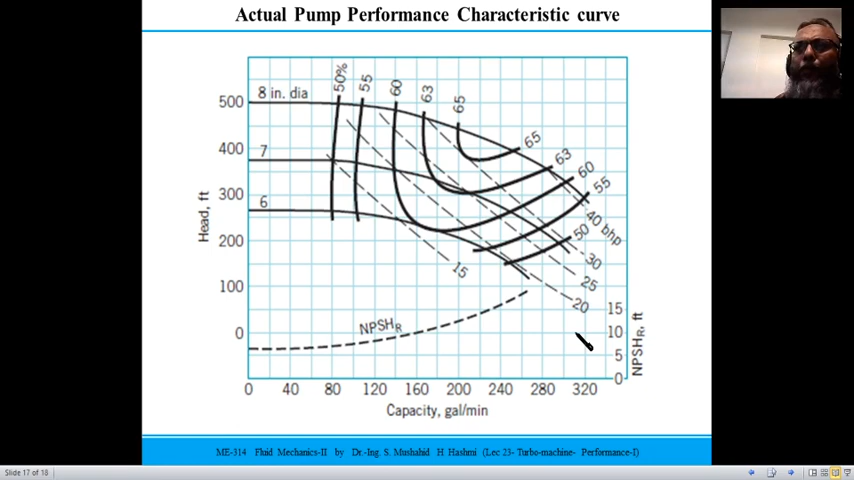 Actual Pump Performance Characteristic curve
50%
55
60
63
65
8 in. dia
500
65
400
7
63
60
55
300
6
40 bhp
50
200
30
15
25
100
20
15
NPSHR
0
10
5
0
NPSHR, ft
Head, ft
0 40 80 120 160 200 240 280 320
Capacity, gal/min
ME-314 Fluid Mechanics-II by Dr.-Ing. S. Mushahid H Hashmi (Lec 23- Turbo-machine- Performance-I)
Slide 17 of 18